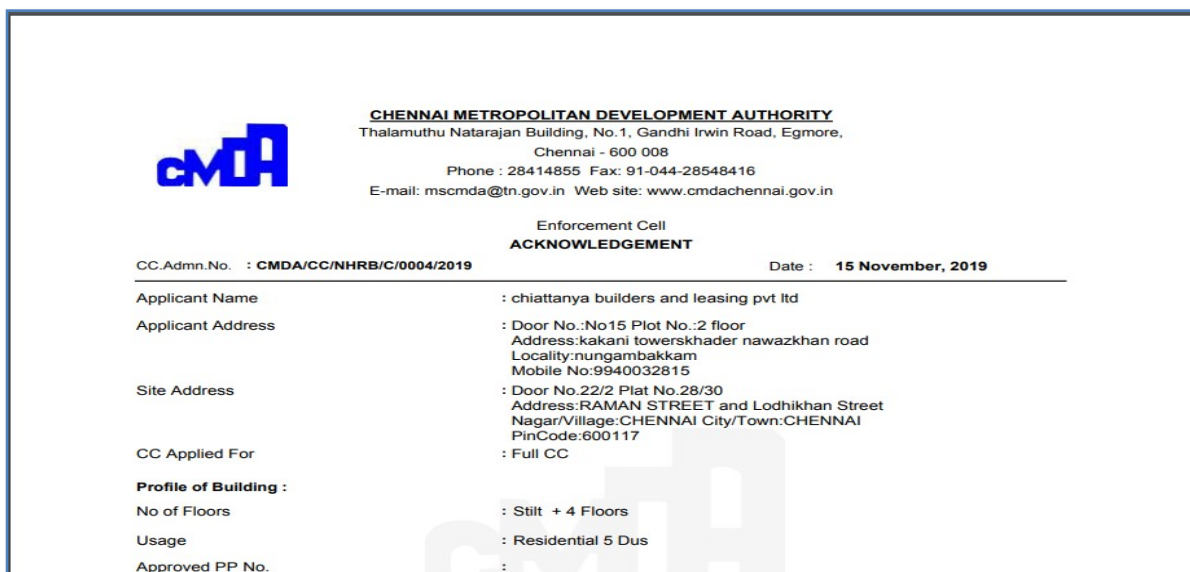 CHENNAI METROPOLITAN DEVELOPMENT AUTHORITY
Thalamuthu Natarajan Building, No.1, Gandhi Irwin Road, Egmore,
Chennai - 600 008
Phone : 28414855 Fax: 91-044-28548416
E-mail: mscmda@tn.gov.in Web site: www.cmdachennai.gov.in
CMDA
Enforcement Cell
ACKNOWLEDGEMENT
CC.Admn.No. : CMDA/CC/NHRB/C/0004/2019 Date : 15 November, 2019
Applicant Name : chiattanya builders and leasing pvt ltd
Applicant Address : Door No.:No15 Plot No.:2 floor
Address:kakani towerskhader nawazkhan road
Locality:nungambakkam
Mobile No:9940032815
Site Address : Door No.22/2 Plat No.28/30
Address:RAMAN STREET and Lodhikhan Street
Nagar/Village:CHENNAI City/Town:CHENNAI
PinCode:600117
CC Applied For : Full CC
Profile of Building :
No of Floors : Stilt + 4 Floors
Usage : Residential 5 Dus
Approved PP No. :
CMDA